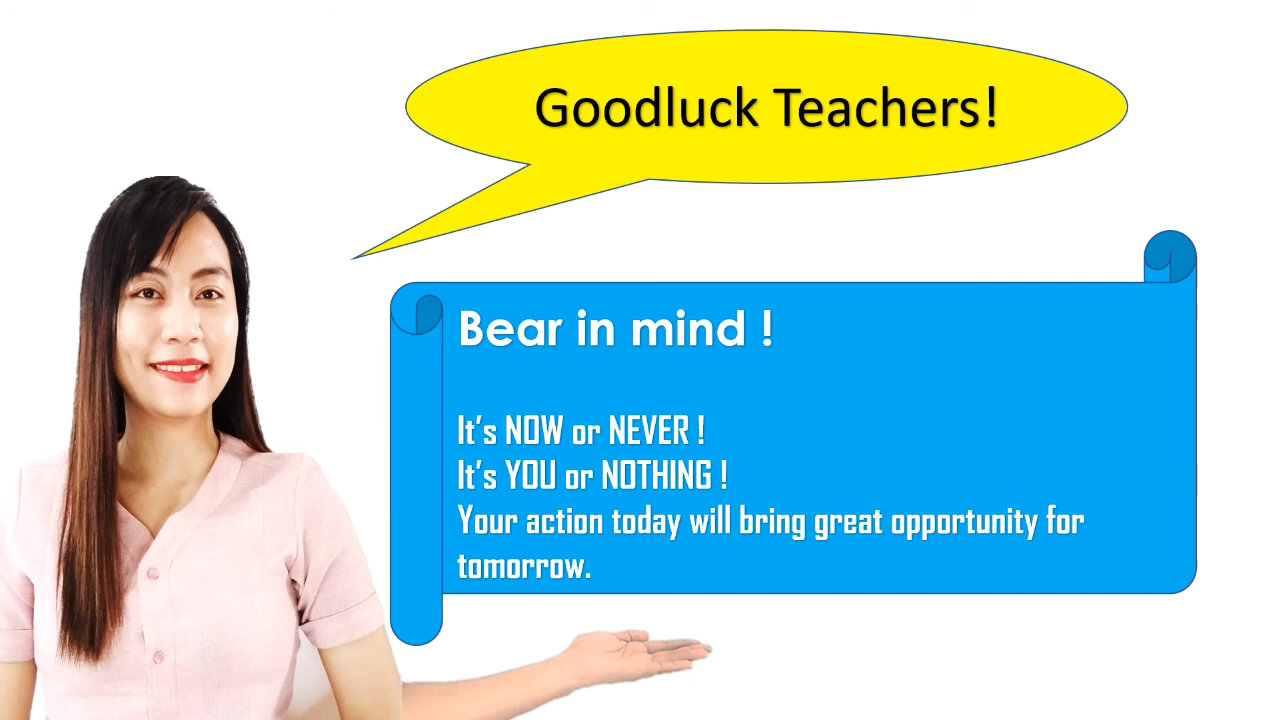 Goodluck Teachers!
Bear in mind !
It's NOW or NEVER !
It's YOU or NOTHING !
Your action today will bring great opportunity for
tomorrow.